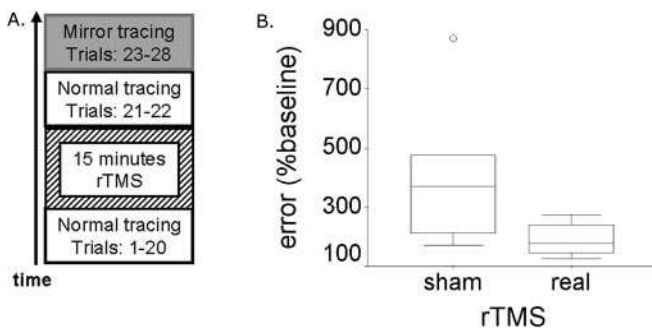 A.
Mirror tracing
Trials: 23-28
Normal tracing
Trials: 21-22
15 minutes
rTMS
Normal tracing
Trials: 1-20
time
B.
error (%baseline)
900
700
500
300
100
sham
real
rTMS